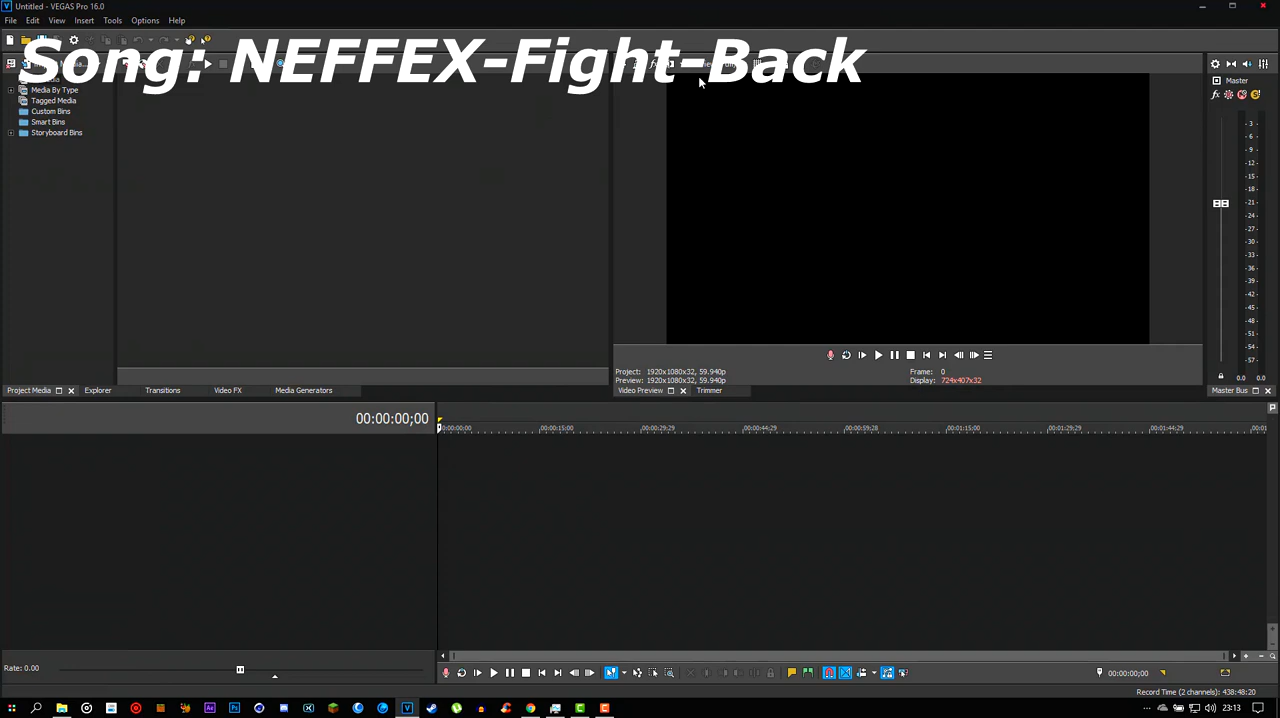 Untitled - VEGAS Pro 16.0
File Edit View Insert Tools Options Help
Song: NEFFEX-Fight-Back
Media By Type
Tagged Media
Custom Bins
Smart Bins
Storyboard Bins
Master
-3
-6
-9
-12
-15
-18
-21
-24
-27
-30
-33
-36
-39
-42
-45
-48
-51
-54
-57
0.0 0.0
Project: 1920x1080x32, 59.940p
Frame: 0
Preview: 1920x1080x32, 59.940p
Display: 724x407x32
Project Media Explorer Transitions Video FX Media Generators
Video Preview Trimmer
Master Bus
00:00:00;00
00:00:15;00 00:00:29;29 00:00:44;29 00:00:59;28 00:01:15;00 00:01:29;29 00:01:44;29
Rate: 0.00
00:00:00;00
Record Time (2 channels): 438:48:20
23:13